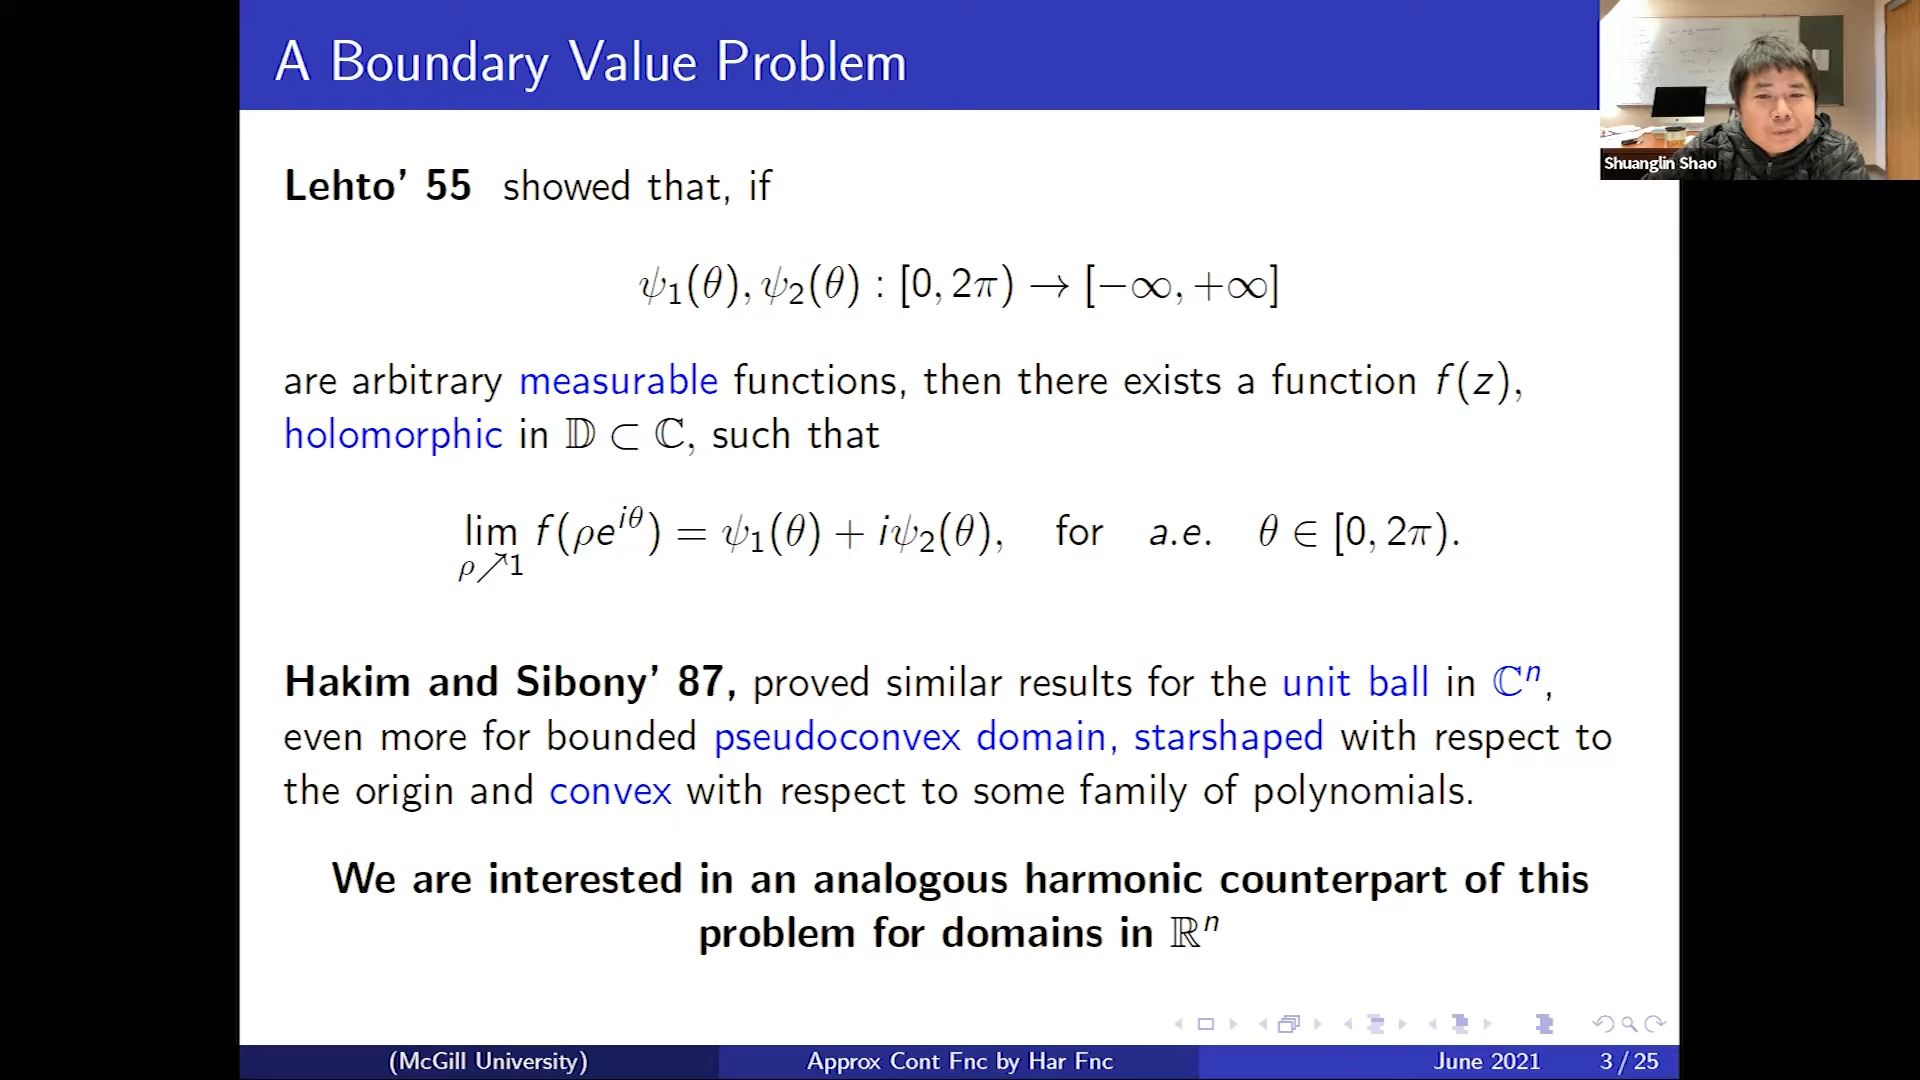 A Boundary Value Problem
Shuanglin Shao
Lehto' 55 showed that, if
ψ₁(θ), ψ₂(θ) : [0, 2π) → [−∞, +∞]
are arbitrary measurable functions, then there exists a function f(z),
holomorphic in 𝔻 ⊂ ℂ, such that
lim_{ρ↗1} f(ρe^{iθ}) = ψ₁(θ) + iψ₂(θ), for a.e. θ ∈ [0, 2π).
Hakim and Sibony' 87, proved similar results for the unit ball in ℂⁿ,
even more for bounded pseudoconvex domain, starshaped with respect to
the origin and convex with respect to some family of polynomials.
We are interested in an analogous harmonic counterpart of this
problem for domains in ℝⁿ
(McGill University) Approx Cont Fnc by Har Fnc June 2021 3 / 25